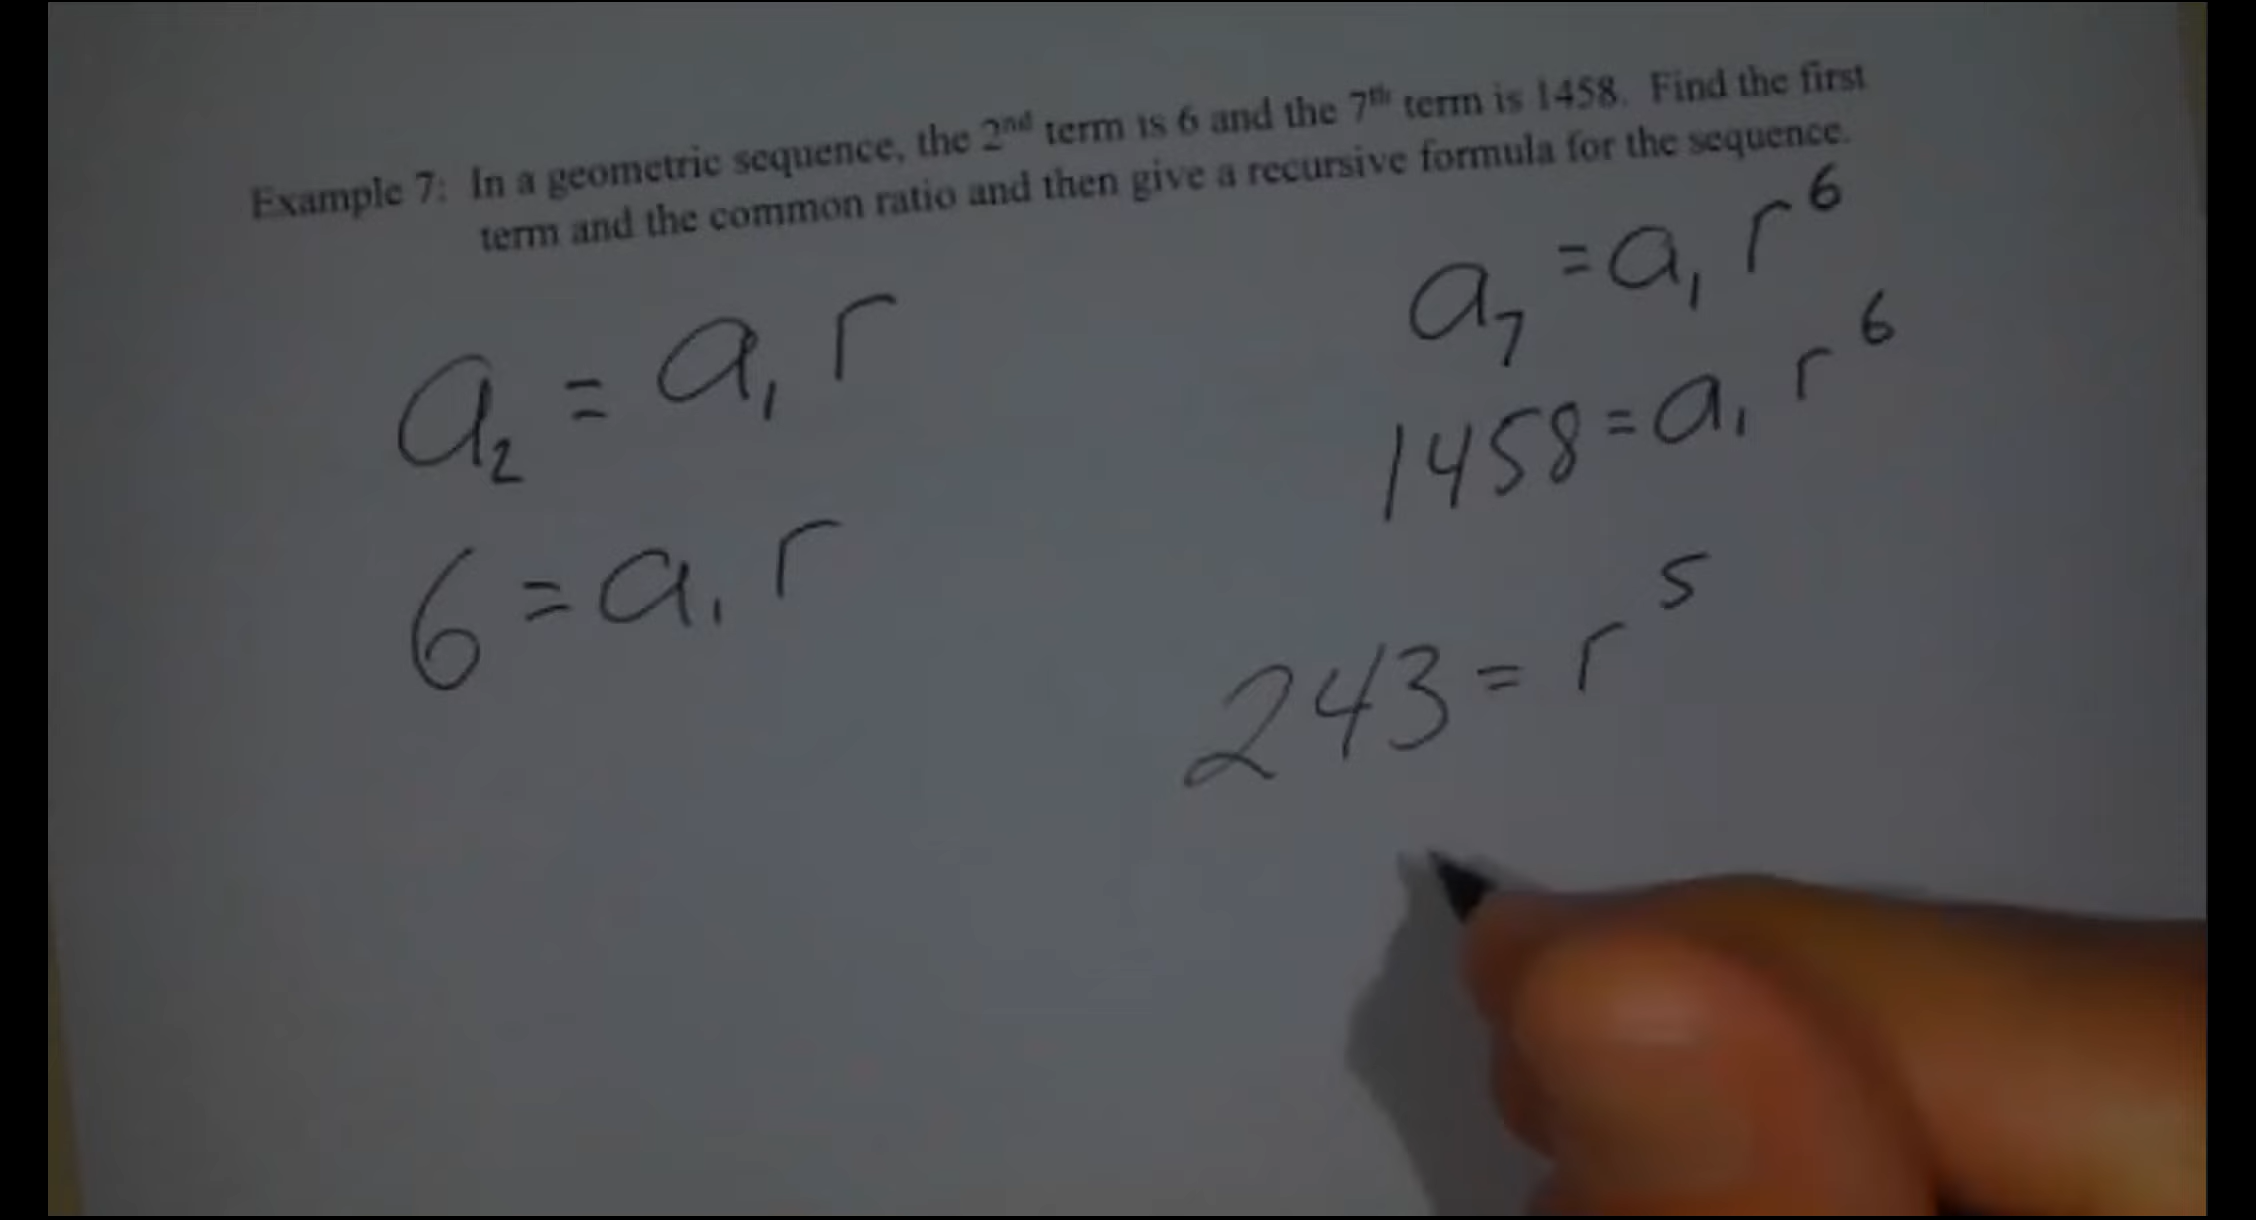 Example 7: In a geometric sequence, the 2nd term is 6 and the 7th term is 1458. Find the first
term and the common ratio and then give a recursive formula for the sequence.
a₂ = a₁ r
6 = a₁ r
a₇ = a₁ r⁶
1458 = a₁ r⁶
243 = r⁵